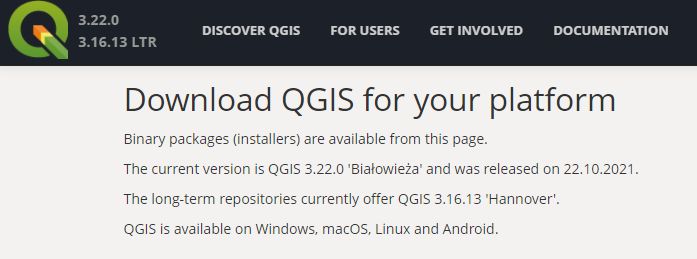 3.22.0
3.16.13 LTR
DISCOVER QGIS FOR USERS GET INVOLVED DOCUMENTATION
Download QGIS for your platform
Binary packages (installers) are available from this page.
The current version is QGIS 3.22.0 'Białowieża' and was released on 22.10.2021.
The long-term repositories currently offer QGIS 3.16.13 'Hannover'.
QGIS is available on Windows, macOS, Linux and Android.